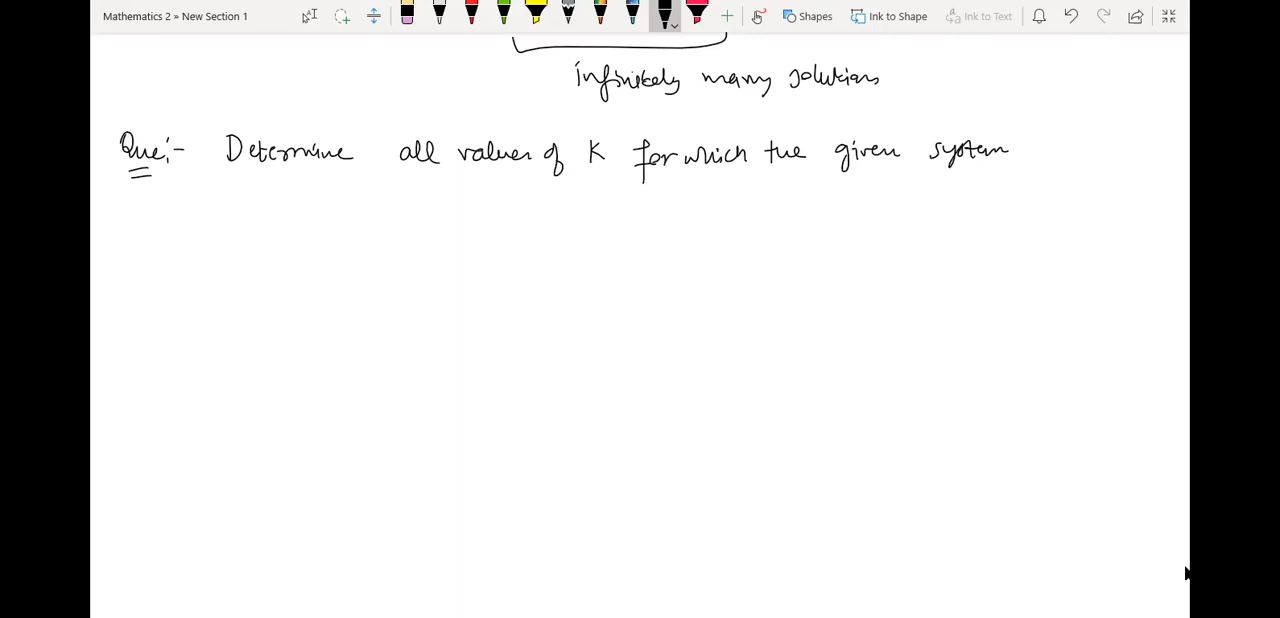 Mathematics 2 » New Section 1
Shapes
Ink to Shape
Ink to Text
infinitely many solutions
Que:- Determine all values of K for which the given system